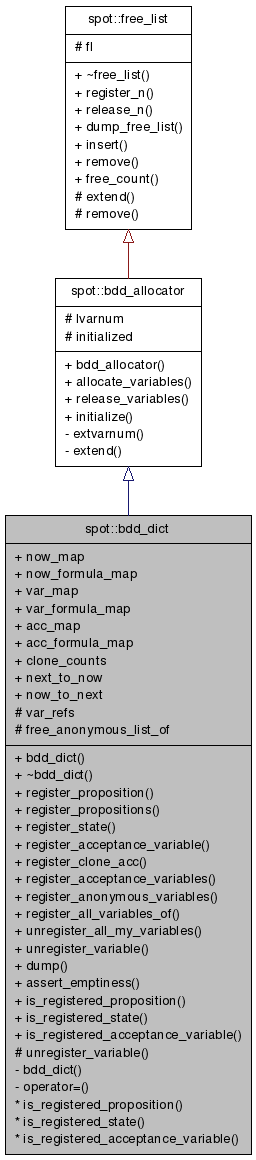 spot::free_list
# fl
+ ~free_list()
+ register_n()
+ release_n()
+ dump_free_list()
+ insert()
+ remove()
+ free_count()
# extend()
# remove()
spot::bdd_allocator
# lvarnum
# initialized
+ bdd_allocator()
+ allocate_variables()
+ release_variables()
+ initialize()
- extvarnum()
- extend()
spot::bdd_dict
+ now_map
+ now_formula_map
+ var_map
+ var_formula_map
+ acc_map
+ acc_formula_map
+ clone_counts
+ next_to_now
+ now_to_next
# var_refs
# free_anonymous_list_of
+ bdd_dict()
+ ~bdd_dict()
+ register_proposition()
+ register_propositions()
+ register_state()
+ register_acceptance_variable()
+ register_clone_acc()
+ register_acceptance_variables()
+ register_anonymous_variables()
+ register_all_variables_of()
+ unregister_all_my_variables()
+ unregister_variable()
+ dump()
+ assert_emptiness()
+ is_registered_proposition()
+ is_registered_state()
+ is_registered_acceptance_variable()
# unregister_variable()
- bdd_dict()
- operator=()
* is_registered_proposition()
* is_registered_state()
* is_registered_acceptance_variable()